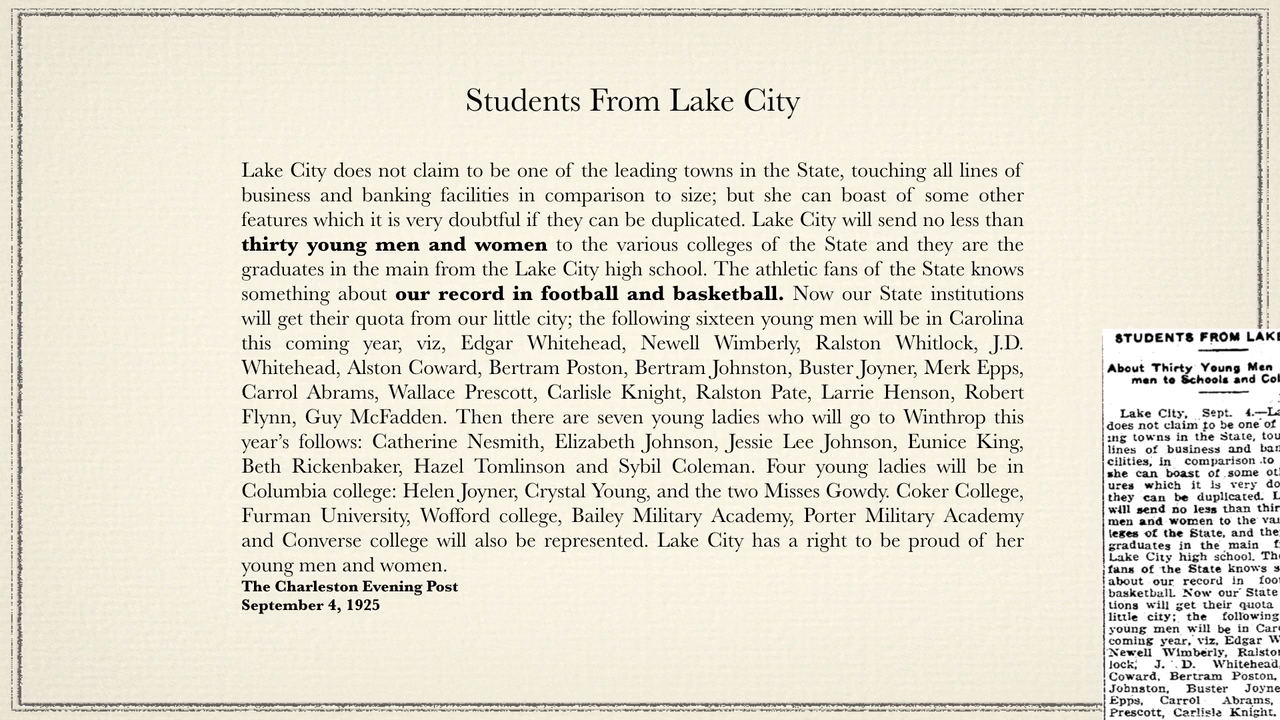 Students From Lake City
Lake City does not claim to be one of the leading towns in the State, touching all lines of
business and banking facilities in comparison to size; but she can boast of some other
features which it is very doubtful if they can be duplicated. Lake City will send no less than
thirty young men and women to the various colleges of the State and they are the
graduates in the main from the Lake City high school. The athletic fans of the State knows
something about our record in football and basketball. Now our State institutions
will get their quota from our little city; the following sixteen young men will be in Carolina
this coming year, viz, Edgar Whitehead, Newell Wimberly, Ralston Whitlock, J.D.
Whitehead, Alston Coward, Bertram Poston, Bertram Johnston, Buster Joyner, Merk Epps,
Carrol Abrams, Wallace Prescott, Carlisle Knight, Ralston Pate, Larrie Henson, Robert
Flynn, Guy McFadden. Then there are seven young ladies who will go to Winthrop this
year's follows: Catherine Nesmith, Elizabeth Johnson, Jessie Lee Johnson, Eunice King,
Beth Rickenbaker, Hazel Tomlinson and Sybil Coleman. Four young ladies will be in
Columbia college: Helen Joyner, Crystal Young, and the two Misses Gowdy. Coker College,
Furman University, Wofford college, Bailey Military Academy, Porter Military Academy
and Converse college will also be represented. Lake City has a right to be proud of her
young men and women.
The Charleston Evening Post
September 4, 1925
STUDENTS FROM LAKE
About Thirty Young Men
men to Schools and Col
Lake City, Sept. 4.—La
does not claim to be one of
ing towns in the State, tou
lines of business and ban
cilities, in comparison to
she can boast of some ot
ures which it is very do
they can be duplicated. L
will send no less than thir
men and women to the var
leges of the State, and the
graduates in the main f
Lake City high school. The
fans of the State knows s
about our record in foo
basketball. Now our State
tions will get their quota
little city; the following
young men will be in Car
coming year, viz, Edgar W
Newell Wimberly, Ralston
lock, J. D. Whitehead,
Coward, Bertram Poston,
Johnston, Buster Joyne
Epps, Carrol Abrams,
Prescott, Carlisle Knight,